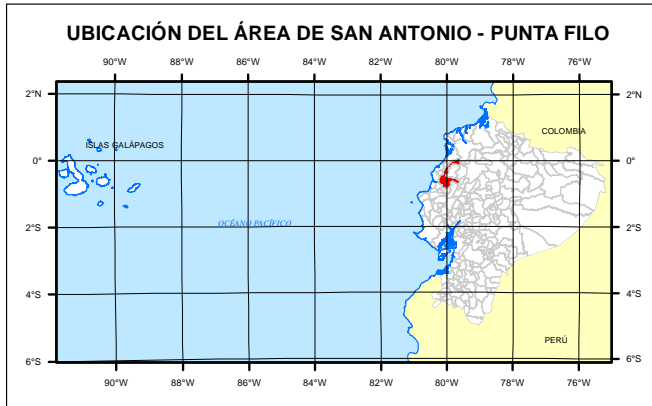 UBICACIÓN DEL ÁREA DE SAN ANTONIO - PUNTA FILO
90°W 88°W 86°W 84°W 82°W 80°W 78°W 76°W
2°N 2°N
COLOMBIA
ISLAS GALÁPAGOS
0° 0°
OCÉANO PACÍFICO
2°S 2°S
4°S 4°S
PERÚ
6°S 6°S
90°W 88°W 86°W 84°W 82°W 80°W 78°W 76°W